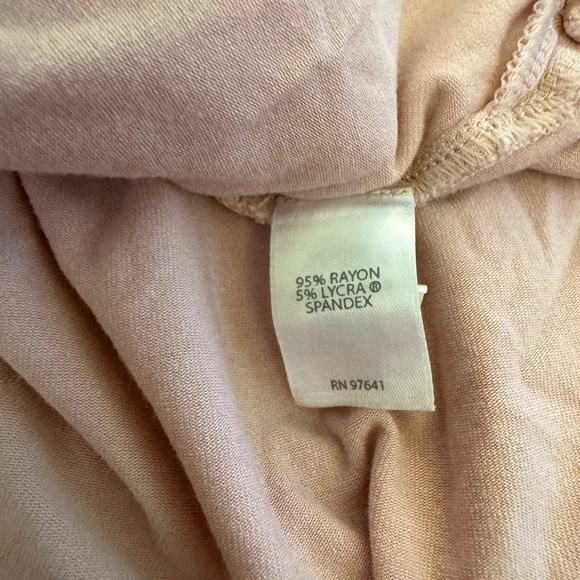 95% RAYON
5% LYCRA ®
SPANDEX
RN 97641